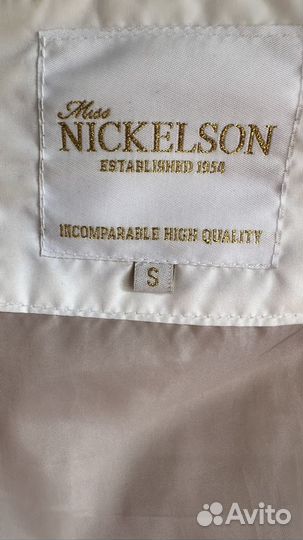 Miss
NICKELSON
ESTABLISHED 1954
INCOMPARABLE HIGH QUALITY
S
Avito